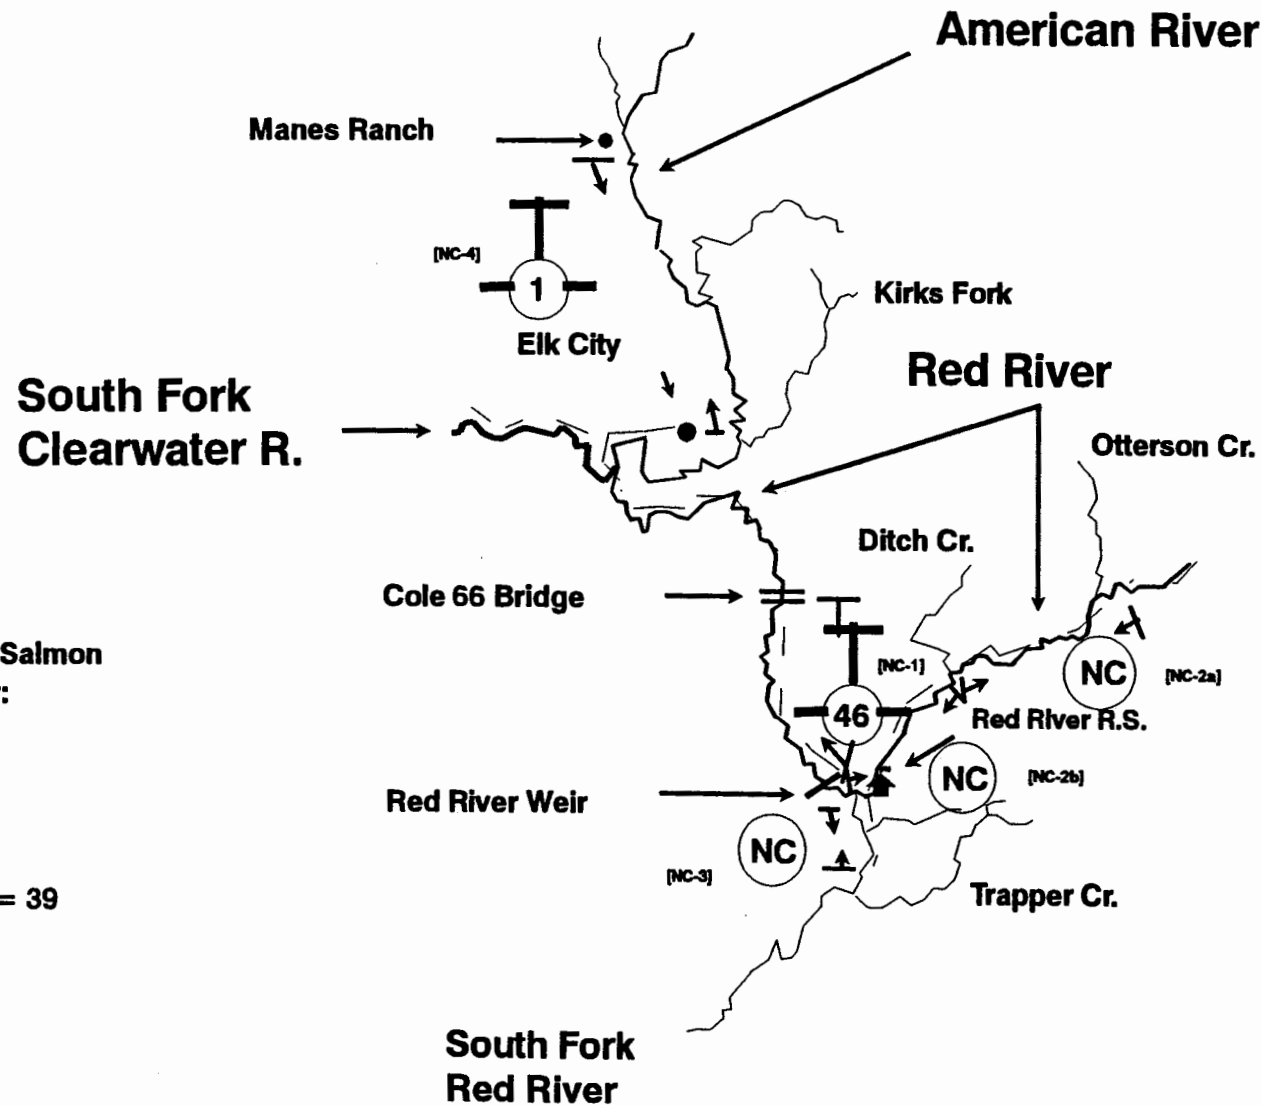 American River
Manes Ranch
[NC-4]
1
Elk City
Kirks Fork
Red River
South Fork
Clearwater R.
Otterson Cr.
Ditch Cr.
Cole 66 Bridge
Salmon
[NC-1]
NC
[NC-2a]
46
Red River R.S.
NC
[NC-2b]
Red River Weir
NC
[NC-3]
= 39
Trapper Cr.
South Fork
Red River